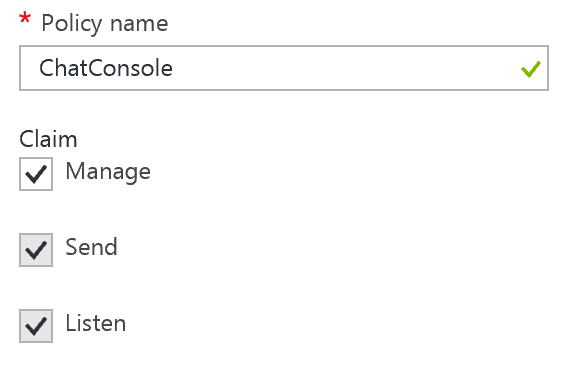 * Policy name
ChatConsole
Claim
Manage
Send
Listen